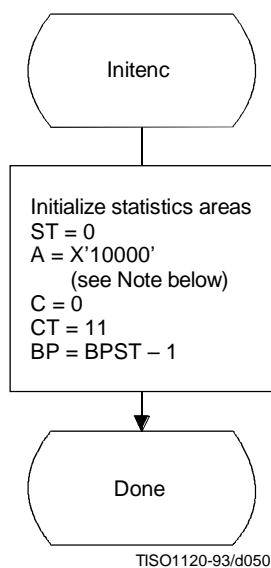 Initenc
Initialize statistics areas
ST = 0
A = X’10000’
(see Note below)
C = 0
CT = 11
BP = BPST – 1
Done
TISO1120-93/d050